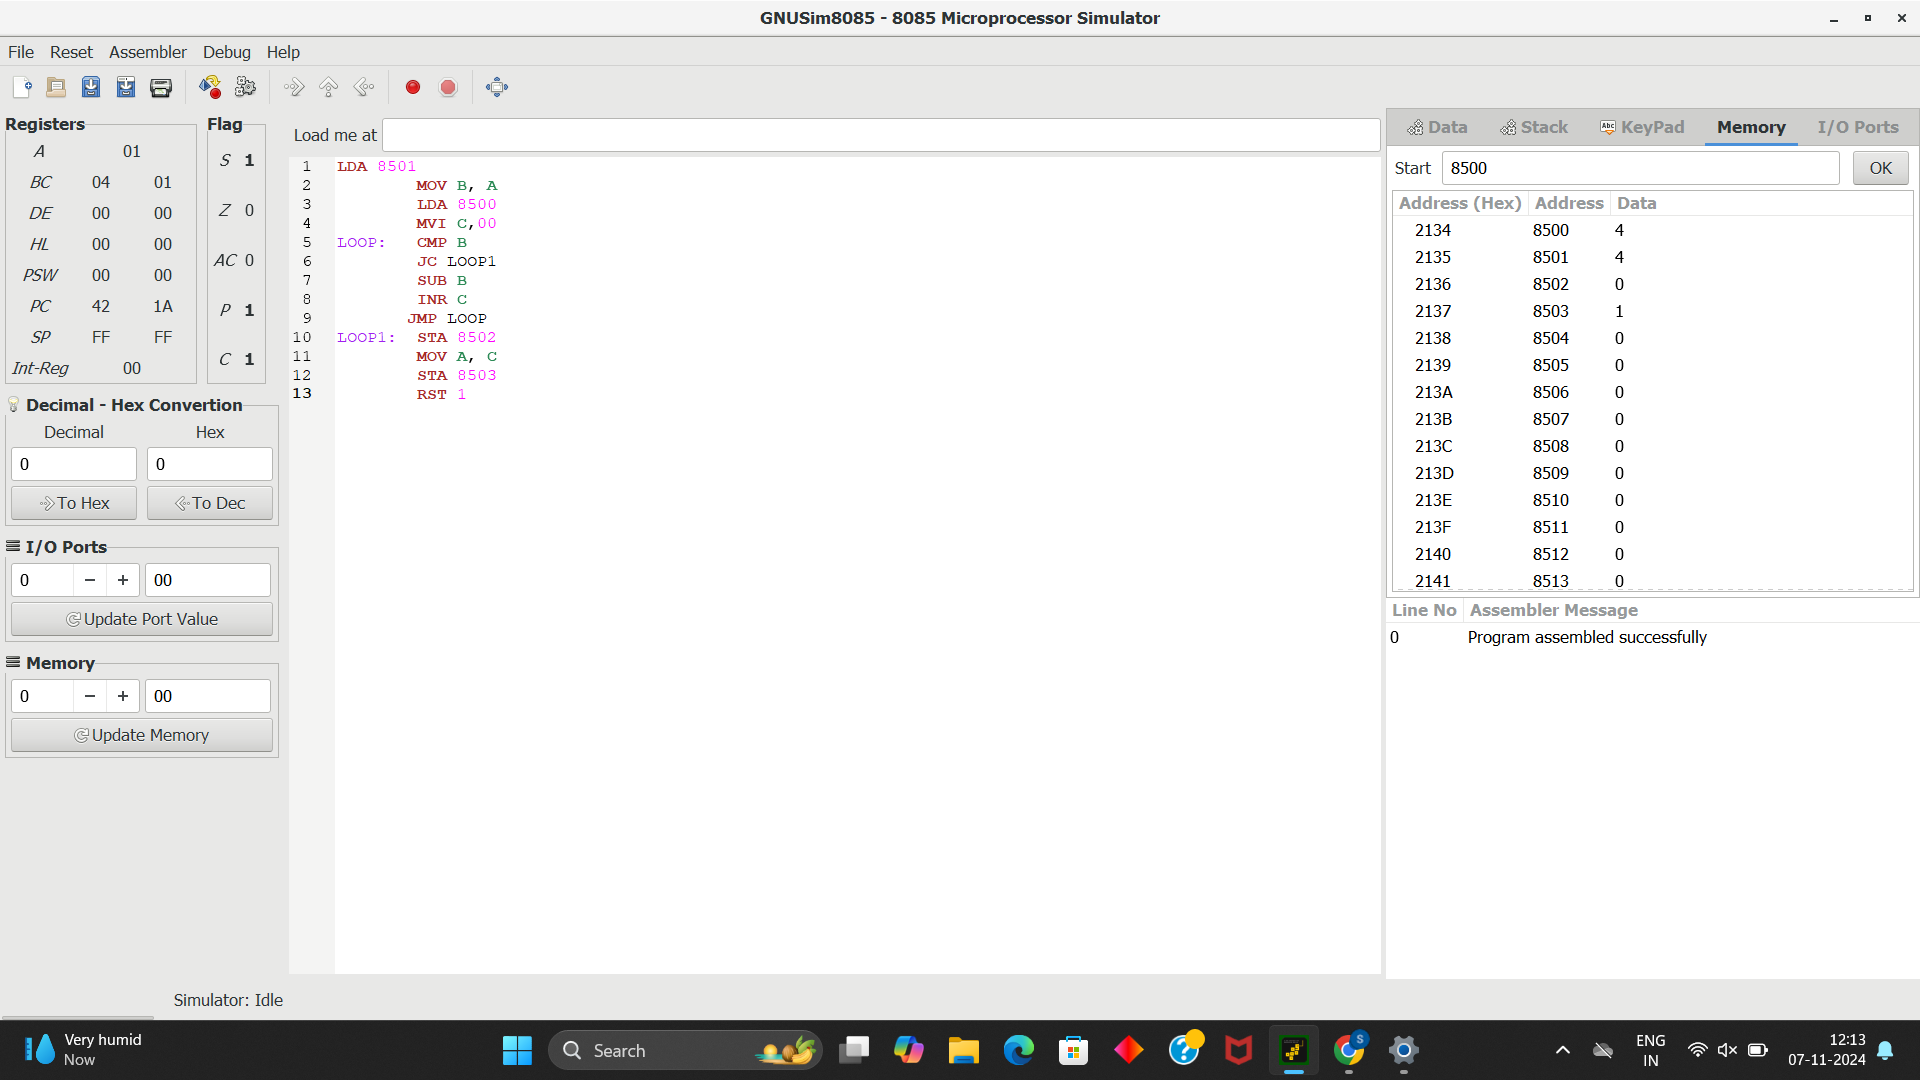 GNUSim8085 - 8085 Microprocessor Simulator
File Reset Assembler Debug Help
Registers
A 01
BC 04 01
DE 00 00
HL 00 00
PSW 00 00
PC 42 1A
SP FF FF
Int-Reg 00
Flag
S 1
Z 0
AC 0
P 1
C 1
Decimal - Hex Convertion
Decimal Hex
0 0
To Hex To Dec
I/O Ports
0 − + 00
Update Port Value
Memory
0 − + 00
Update Memory
Load me at
1 LDA 8501
2 MOV B, A
3 LDA 8500
4 MVI C,00
5 LOOP: CMP B
6 JC LOOP1
7 SUB B
8 INR C
9 JMP LOOP
10 LOOP1: STA 8502
11 MOV A, C
12 STA 8503
13 RST 1
Data Stack Abc KeyPad Memory I/O Ports
Start 8500 OK
Address (Hex) Address Data
2134 8500 4
2135 8501 4
2136 8502 0
2137 8503 1
2138 8504 0
2139 8505 0
213A 8506 0
213B 8507 0
213C 8508 0
213D 8509 0
213E 8510 0
213F 8511 0
2140 8512 0
2141 8513 0
Line No Assembler Message
0 Program assembled successfully
Simulator: Idle
Very humid
Now
Search
S
ENG
IN
12:13
07-11-2024